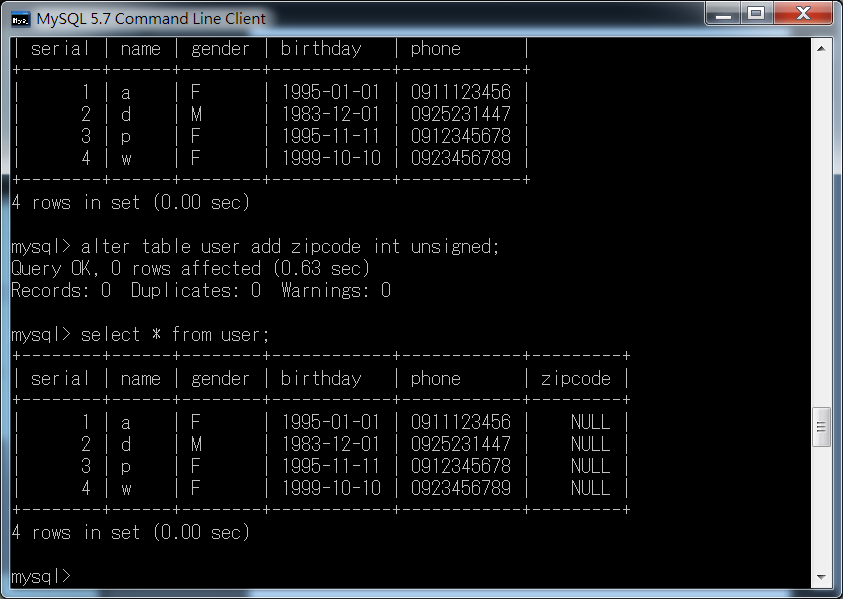 MySQL 5.7 Command Line Client
| serial | name | gender | birthday   | phone      |
+--------+------+--------+------------+------------+
|      1 | a    | F      | 1995-01-01 | 0911123456 |
|      2 | d    | M      | 1983-12-01 | 0925231447 |
|      3 | p    | F      | 1995-11-11 | 0912345678 |
|      4 | w    | F      | 1999-10-10 | 0923456789 |
+--------+------+--------+------------+------------+
4 rows in set (0.00 sec)
mysql> alter table user add zipcode int unsigned;
Query OK, 0 rows affected (0.63 sec)
Records: 0  Duplicates: 0  Warnings: 0
mysql> select * from user;
+--------+------+--------+------------+------------+---------+
| serial | name | gender | birthday   | phone      | zipcode |
+--------+------+--------+------------+------------+---------+
|      1 | a    | F      | 1995-01-01 | 0911123456 |    NULL |
|      2 | d    | M      | 1983-12-01 | 0925231447 |    NULL |
|      3 | p    | F      | 1995-11-11 | 0912345678 |    NULL |
|      4 | w    | F      | 1999-10-10 | 0923456789 |    NULL |
+--------+------+--------+------------+------------+---------+
4 rows in set (0.00 sec)
mysql>